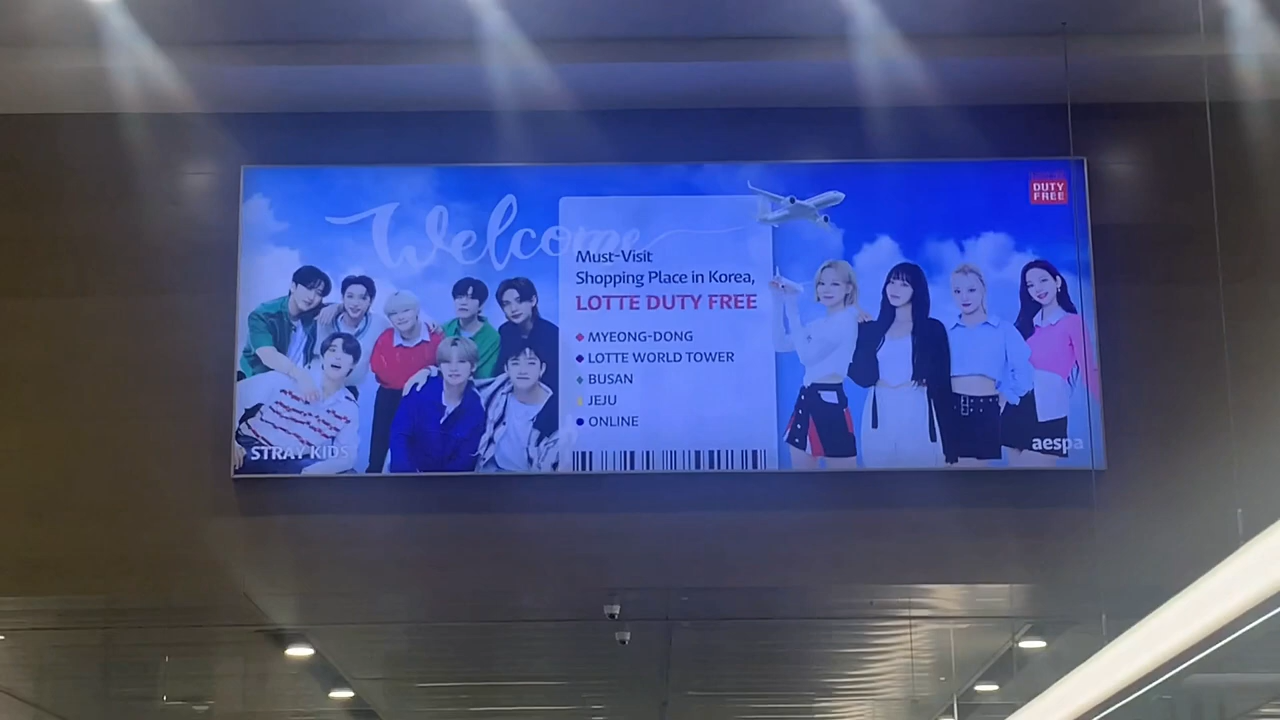 Welcome
Must-Visit
Shopping Place in Korea,
LOTTE DUTY FREE
MYEONG-DONG
LOTTE WORLD TOWER
BUSAN
JEJU
ONLINE
STRAY KIDS
aespa
DUTY
FREE